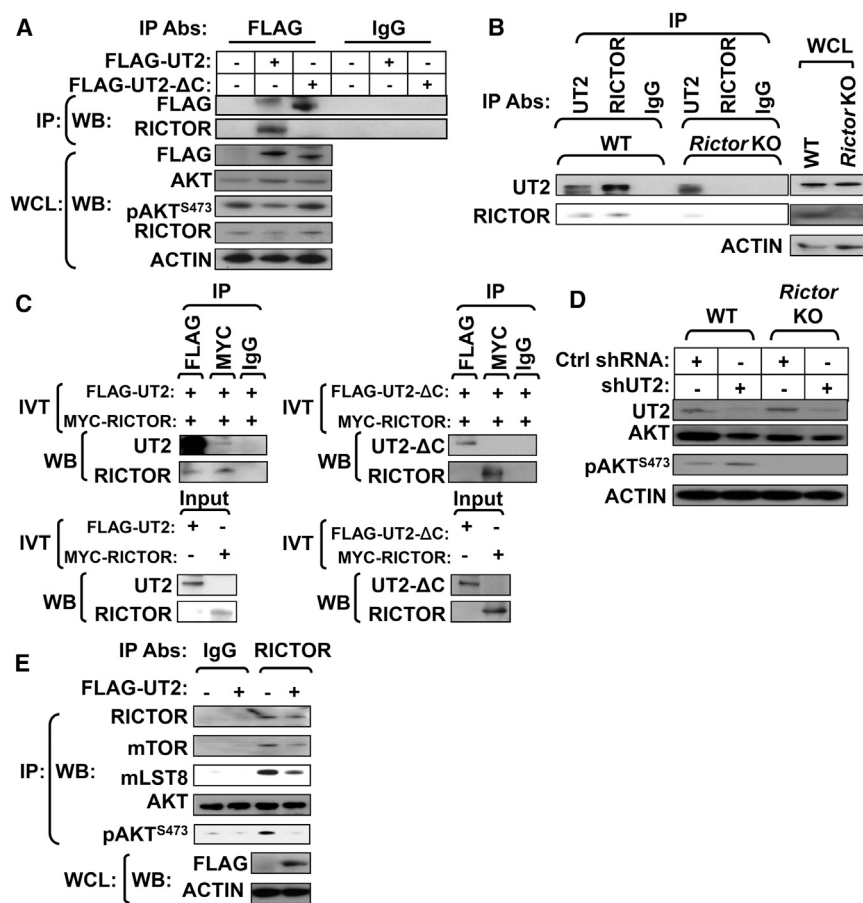 A
IP Abs: FLAG IgG
FLAG-UT2: - + - - + -
FLAG-UT2-ΔC: - - + - - +
IP: WB: FLAG
RICTOR
WCL: WB: FLAG
AKT
pAKTS473
RICTOR
ACTIN
B
IP
IP Abs: UT2 RICTOR IgG UT2 RICTOR IgG
WCL
WT Rictor KO WT Rictor KO
UT2
RICTOR
ACTIN
C
IP
FLAG MYC IgG
IVT
FLAG-UT2: + + +
MYC-RICTOR: + + +
WB
UT2
RICTOR
Input
IVT
FLAG-UT2: + -
MYC-RICTOR: - +
WB
UT2
RICTOR
IP
FLAG MYC IgG
IVT
FLAG-UT2-ΔC: + + +
MYC-RICTOR: + + +
WB
UT2-ΔC
RICTOR
Input
IVT
FLAG-UT2-ΔC: + -
MYC-RICTOR: - +
WB
UT2-ΔC
RICTOR
D
WT Rictor KO
Ctrl shRNA: + - + -
shUT2: - + - +
UT2
AKT
pAKTS473
ACTIN
E
IP Abs: IgG RICTOR
FLAG-UT2: - + - +
IP: WB: RICTOR
mTOR
mLST8
AKT
pAKTS473
WCL: WB: FLAG
ACTIN